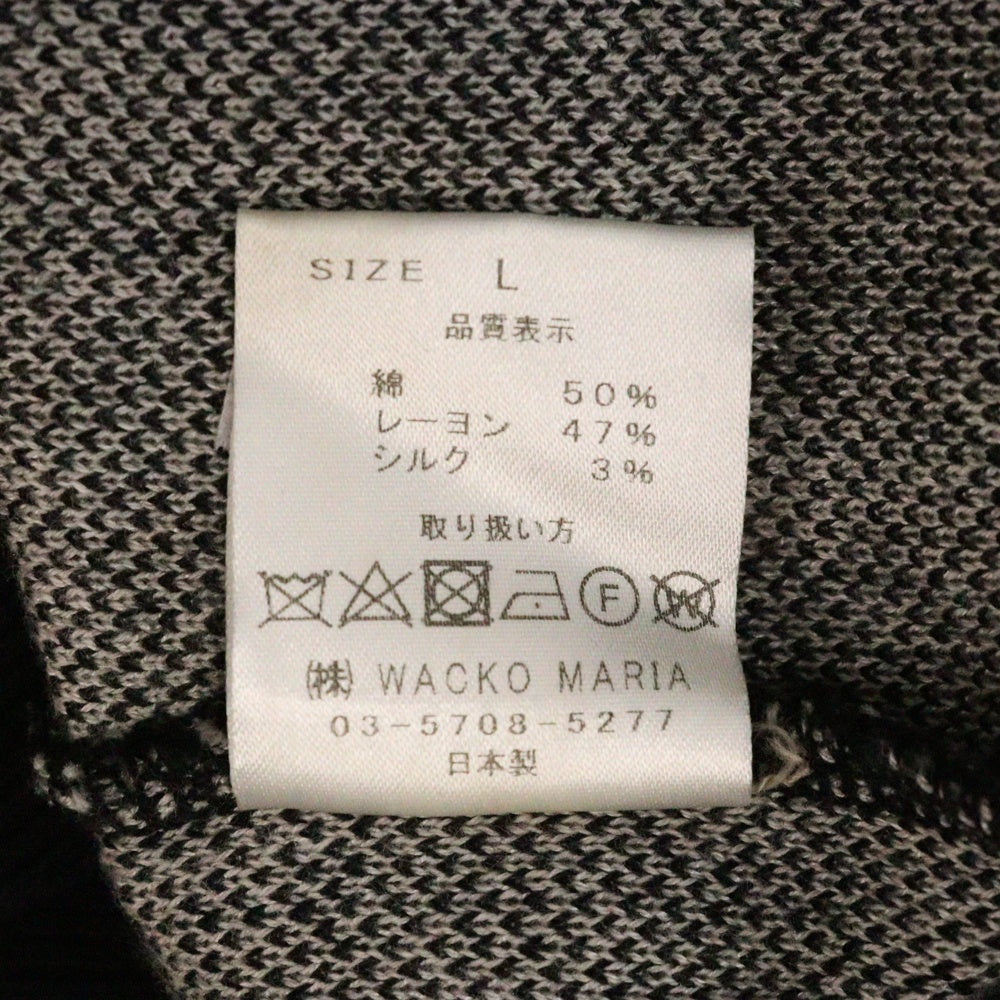 SIZE L
品質表示
綿 50%
レーヨン 47%
シルク 3%
取り扱い方
F W
㈱ WACKO MARIA
03-5708-5277
日本製